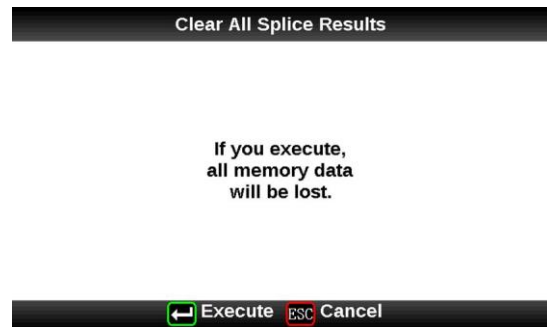 Clear All Splice Results
If you execute,
all memory data
will be lost.
Execute ESC Cancel